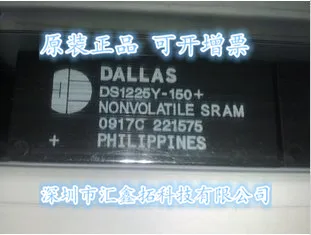 原装正品 可开增票
DALLAS
DS1225Y-150+
NONVOLATILE SRAM
0917C 221575
+ PHILIPPINES
深圳市汇鑫拓科技有限公司